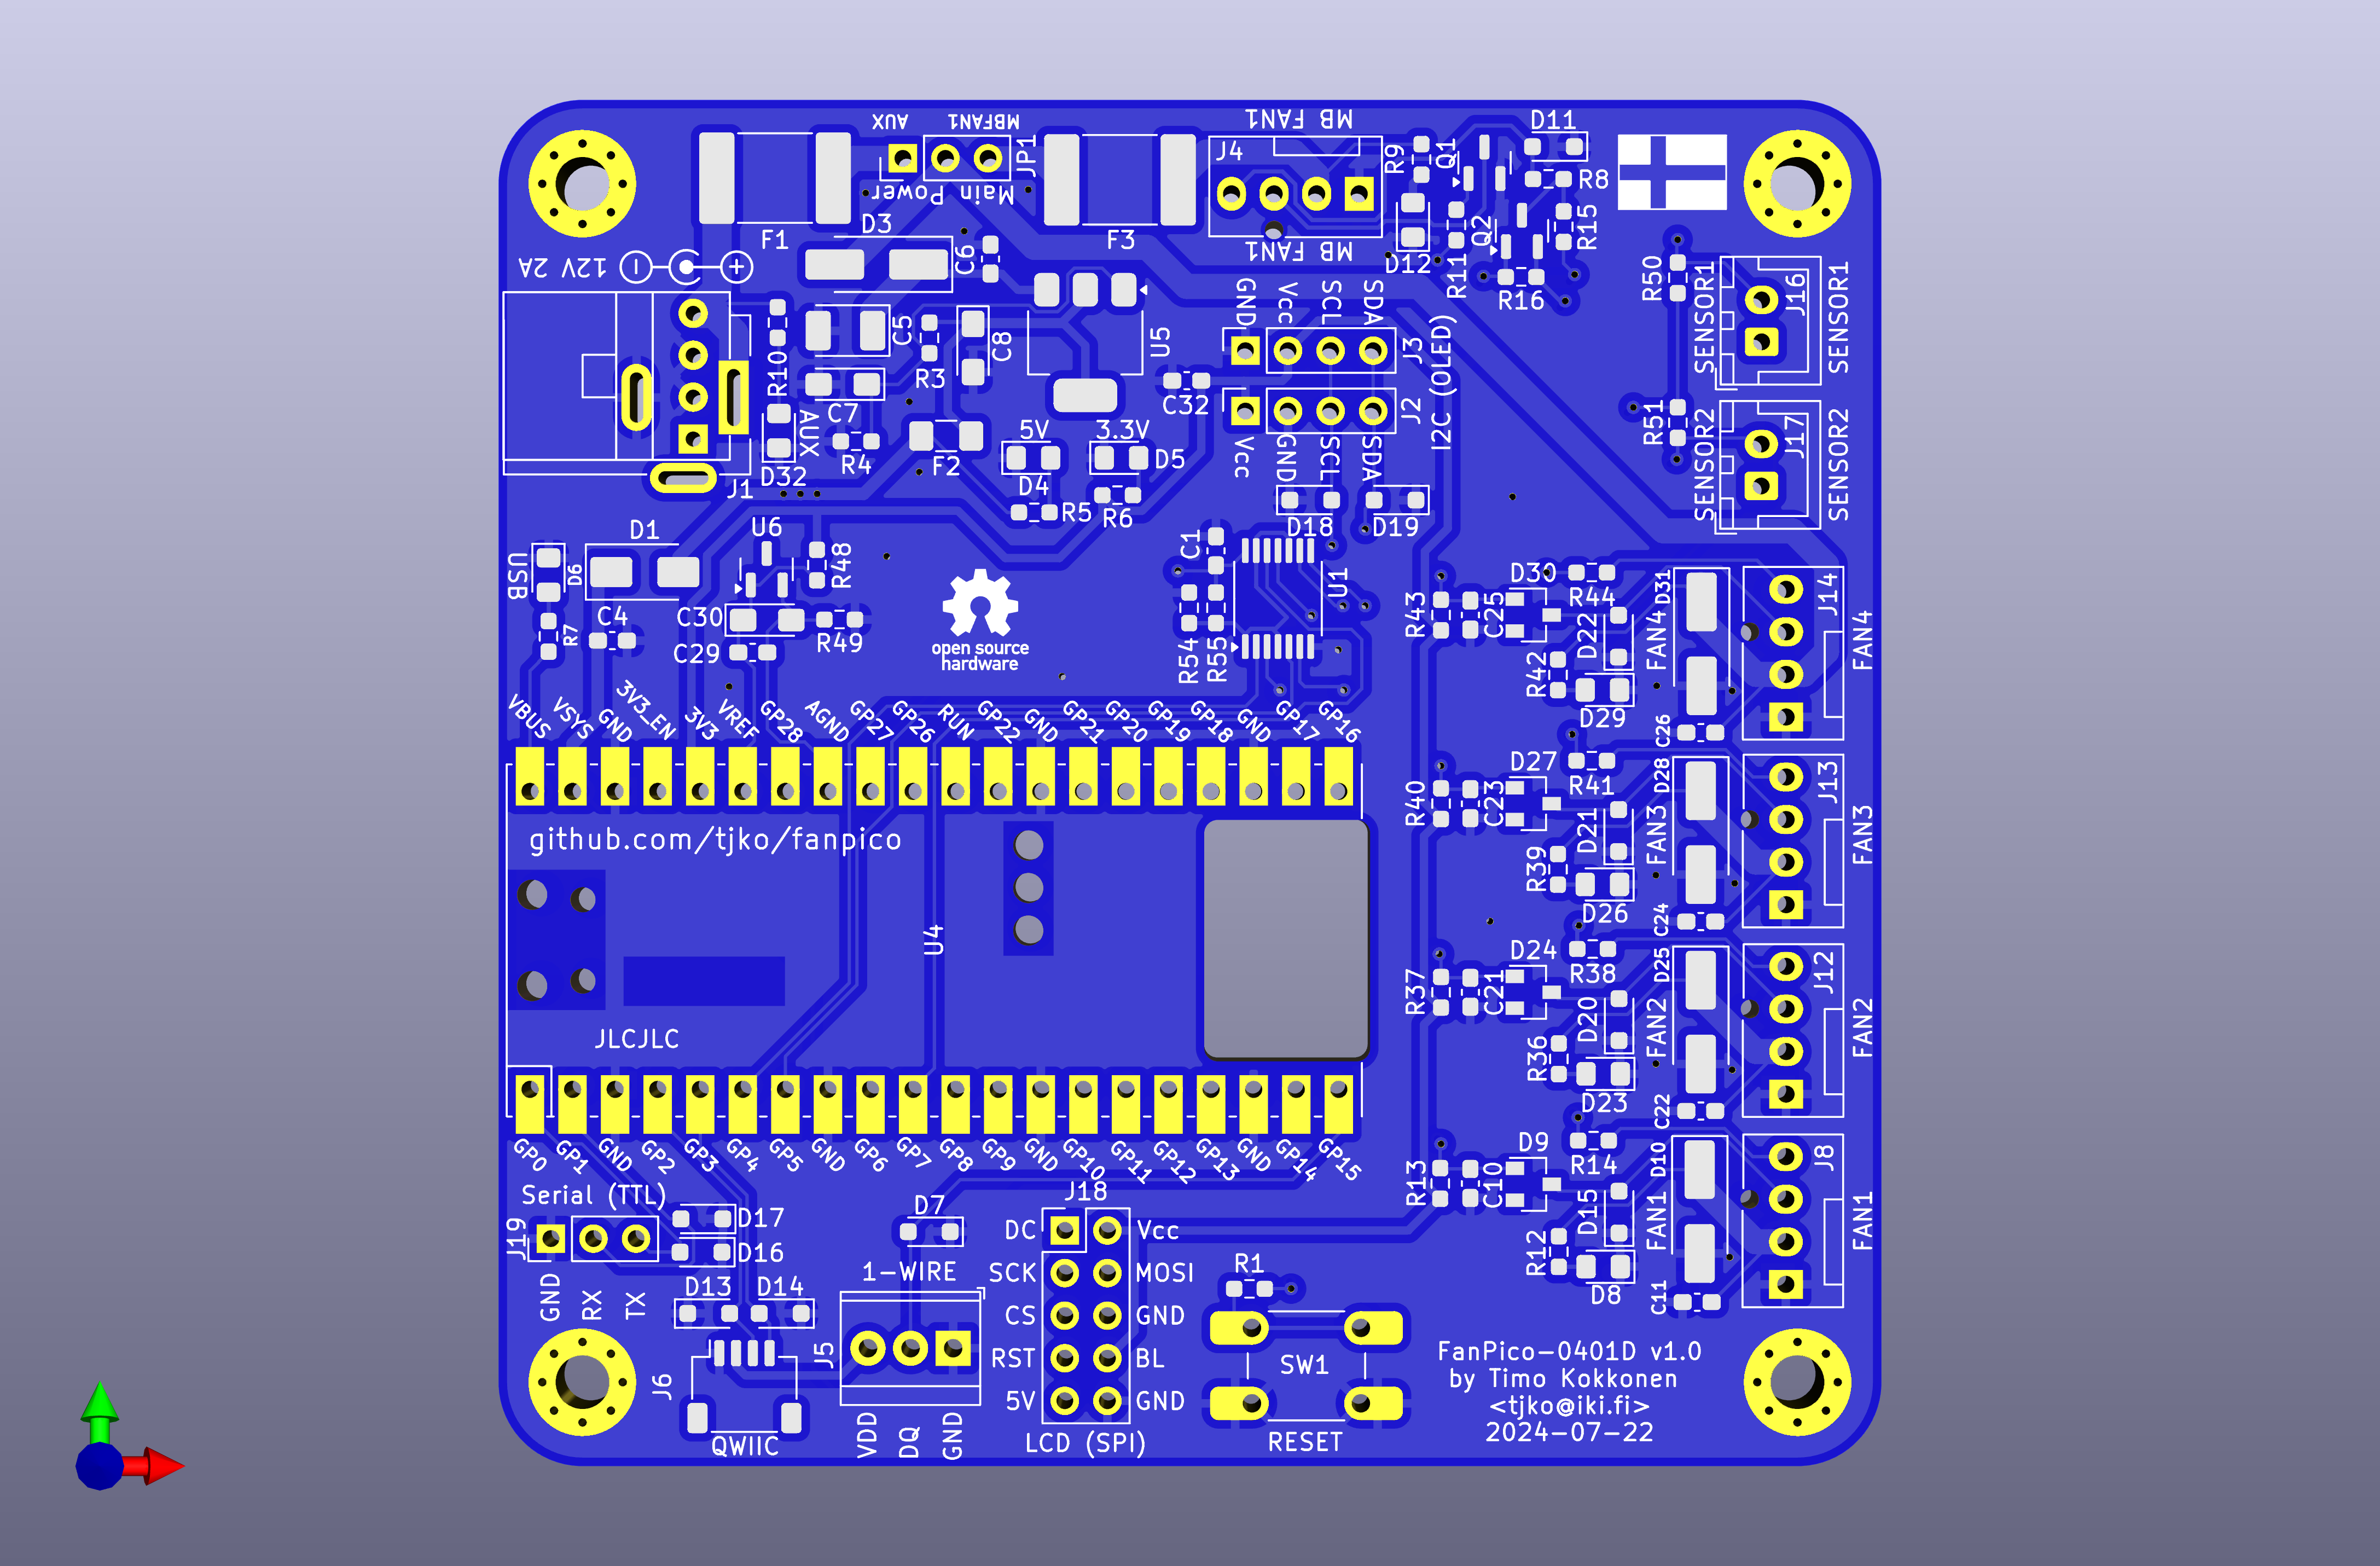 AUX
MBFAN1
JP1
Main Power
F1
D3
C6
F3
MB FAN1
J4
MB FAN1
R9
Q1
D11
R8
R15
Q2
D12
R11
R16
12V 2A
J1
R10
C5
R3
C8
U5
C7
AUX
D32
R4
F2
5V
D4
3.3V
D5
R5
R6
C32
GND
Vcc
SCL
SDA
J3
J2
I2C (OLED)
Vcc
GND
SCL
SDA
D18
D19
R50
SENSOR1
J16
SENSOR1
R51
SENSOR2
J17
SENSOR2
USB
D6
D1
R7
C4
U6
R48
C30
R49
C29
open source
hardware
C1
U1
R54
R55
R43
C25
D30
R44
D22
R42
D29
D31
FAN4
C26
J14
FAN4
VBUS
VSYS
GND
3V3_EN
3V3
VREF
GP28
AGND
GP27
GP26
RUN
GP22
GND
GP21
GP20
GP19
GP18
GND
GP17
GP16
github.com/tjko/fanpico
U4
JLCJLC
R40
C23
D27
R41
D21
R39
D26
D28
FAN3
C24
J13
FAN3
R37
C21
D24
R38
D20
R36
D23
D25
FAN2
C22
J12
FAN2
GP0
GP1
GND
GP2
GP3
GP4
GP5
GND
GP6
GP7
GP8
GP9
GND
GP10
GP11
GP12
GP13
GND
GP14
GP15
R13
C10
D9
R14
D15
R12
D8
D10
FAN1
C11
J8
FAN1
Serial (TTL)
J19
GND
RX
TX
D17
D16
D13
D14
J6
QWIIC
D7
1-WIRE
J5
VDD
DQ
GND
J18
DC
Vcc
SCK
MOSI
CS
GND
RST
BL
5V
GND
LCD (SPI)
R1
SW1
RESET
FanPico-0401D v1.0
by Timo Kokkonen
<tjko@iki.fi>
2024-07-22